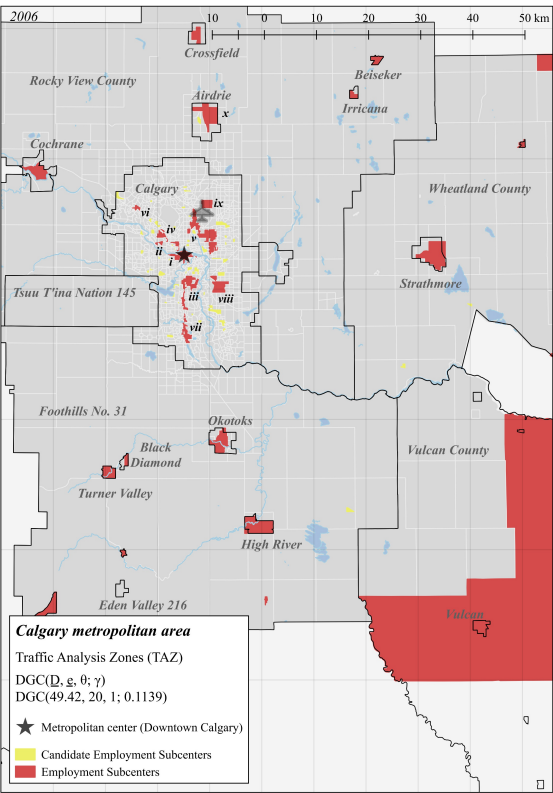 2006
10 0 10 20 30 40 50 km
Crossfield
Beiseker
Rocky View County
Airdrie
Irricana
x
Cochrane
Calgary
Wheatland County
ix
vi
iv
v
ii
i
Strathmore
Tsuu T'ina Nation 145
iii
viii
vii
Foothills No. 31
Okotoks
Black
Diamond
Vulcan County
Turner Valley
High River
Eden Valley 216
Vulcan
Calgary metropolitan area
Traffic Analysis Zones (TAZ)
DGC(D, e, θ; γ)
DGC(49.42, 20, 1; 0.1139)
Metropolitan center (Downtown Calgary)
Candidate Employment Subcenters
Employment Subcenters